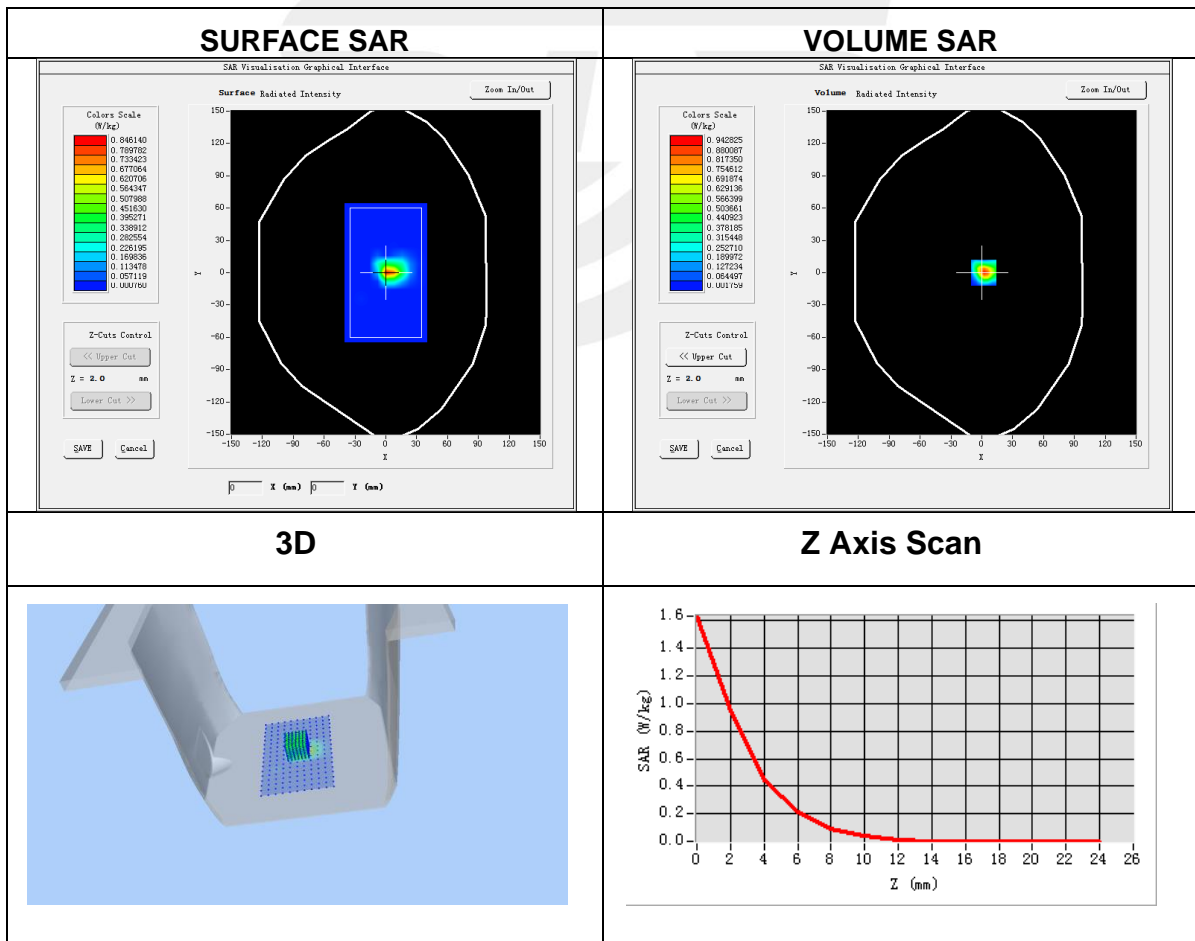 SURFACE SAR
VOLUME SAR
SAR Visualisation Graphical Interface
Surface Radiated Intensity
Zoom In/Out
Colors Scale
(W/kg)
0.846140
0.789782
0.733423
0.677064
0.620706
0.564347
0.507988
0.451630
0.395271
0.338912
0.282554
0.226195
0.169836
0.113478
0.057119
0.000760
150
120
90
60
30
0
-30
-60
-90
-120
-150
Y
-150 -120 -90 -60 -30 0 30 60 90 120 150
X
Z-Cuts Control
<< Upper Cut
Z = 2.0 mm
Lower Cut >>
SAVE Cancel
0 X (mm) 0 Y (mm)
SAR Visualisation Graphical Interface
Volume Radiated Intensity
Zoom In/Out
Colors Scale
(W/kg)
0.942825
0.880087
0.817350
0.754612
0.691874
0.629136
0.566399
0.503661
0.440923
0.378185
0.315448
0.252710
0.189972
0.127234
0.064497
0.001759
150
120
90
60
30
0
-30
-60
-90
-120
-150
Y
-150 -120 -90 -60 -30 0 30 60 90 120 150
X
Z-Cuts Control
<< Upper Cut
Z = 2.0 mm
Lower Cut >>
SAVE Cancel
3D
Z Axis Scan
1.6
1.4
1.2
1.0
0.8
0.6
0.4
0.2
0.0
SAR (W/kg)
0 2 4 6 8 10 12 14 16 18 20 22 24 26
Z (mm)